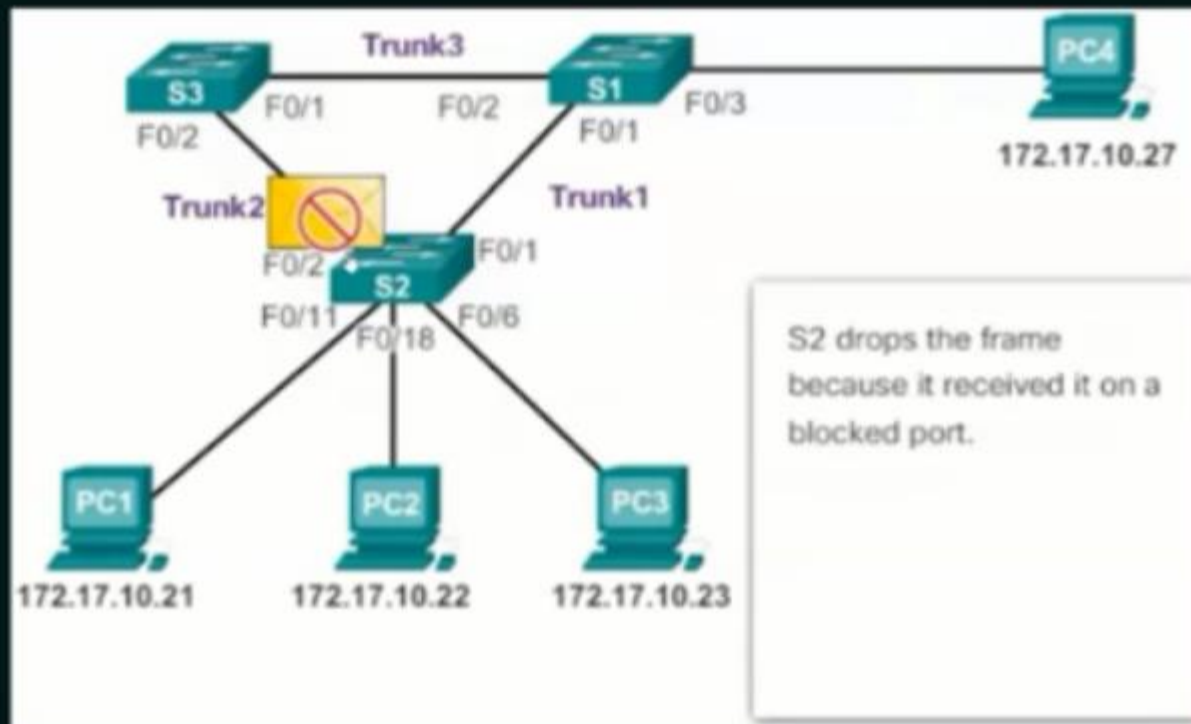 Trunk3
S3
S1
PC4
F0/1
F0/2
F0/3
F0/2
F0/1
172.17.10.27
Trunk2
Trunk1
F0/2
F0/1
S2
F0/11
F0/18
F0/6
S2 drops the frame
because it received it on a
blocked port.
PC1
PC2
PC3
172.17.10.21
172.17.10.22
172.17.10.23